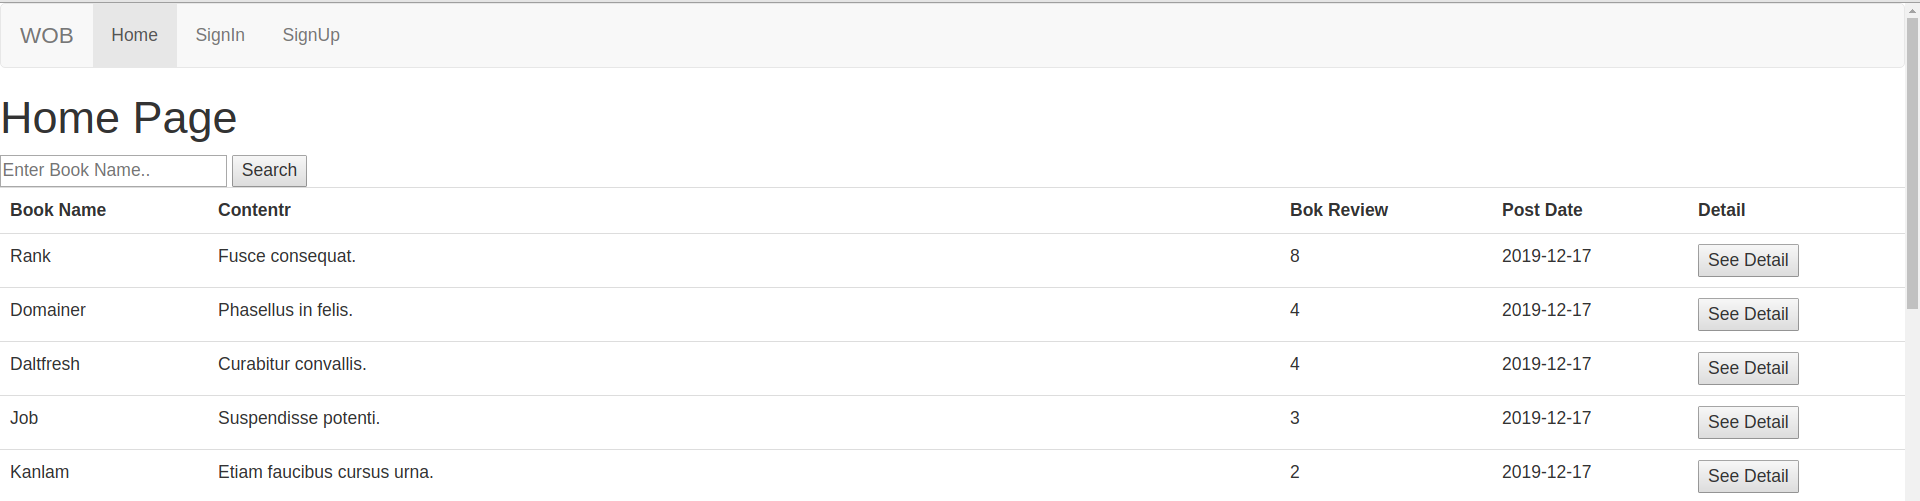 WOB Home SignIn SignUp
Home Page
Enter Book Name.. Search
Book Name Contentr Bok Review Post Date Detail
Rank Fusce consequat. 8 2019-12-17 See Detail
Domainer Phasellus in felis. 4 2019-12-17 See Detail
Daltfresh Curabitur convallis. 4 2019-12-17 See Detail
Job Suspendisse potenti. 3 2019-12-17 See Detail
Kanlam Etiam faucibus cursus urna. 2 2019-12-17 See Detail